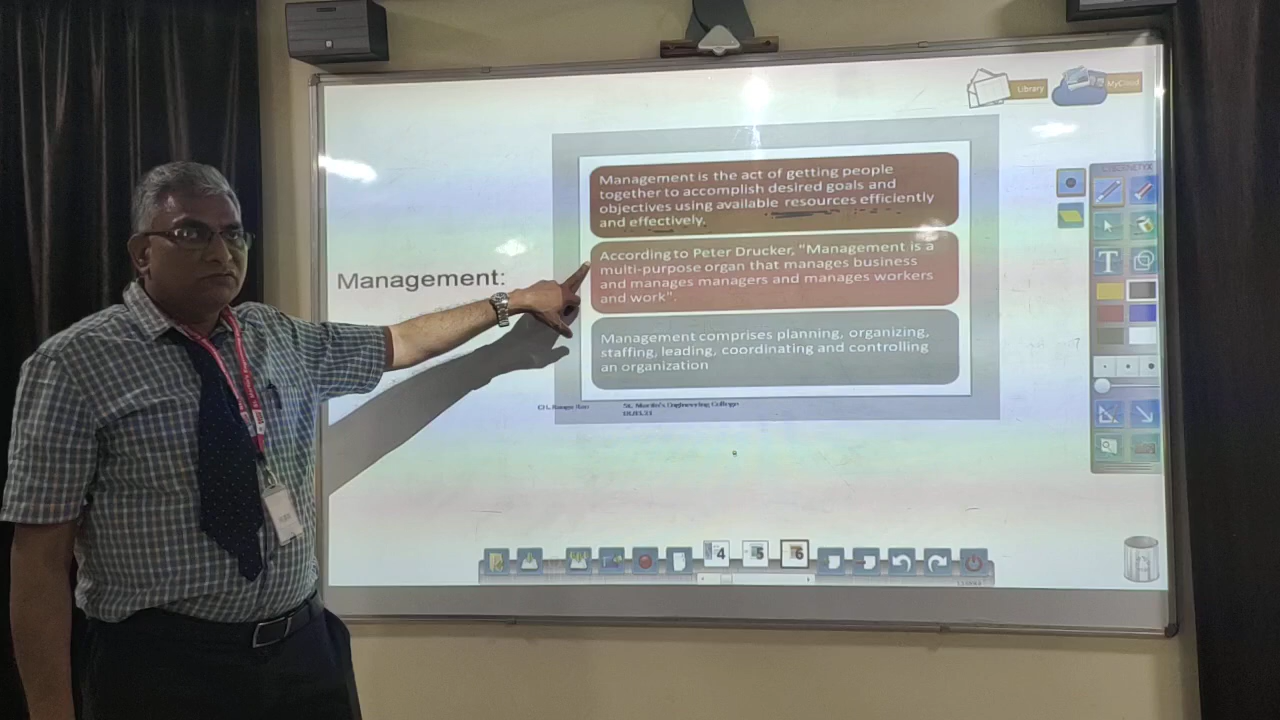 Library
MyCloud
Management is the act of getting people
together to accomplish desired goals and
objectives using available resources efficiently
and effectively.
Management:
According to Peter Drucker, "Management is a
multi-purpose organ that manages business
and manages managers and manages workers
and work".
Management comprises planning, organizing,
staffing, leading, coordinating and controlling
an organization
St. Martin's Engineering College
T
4
5
6